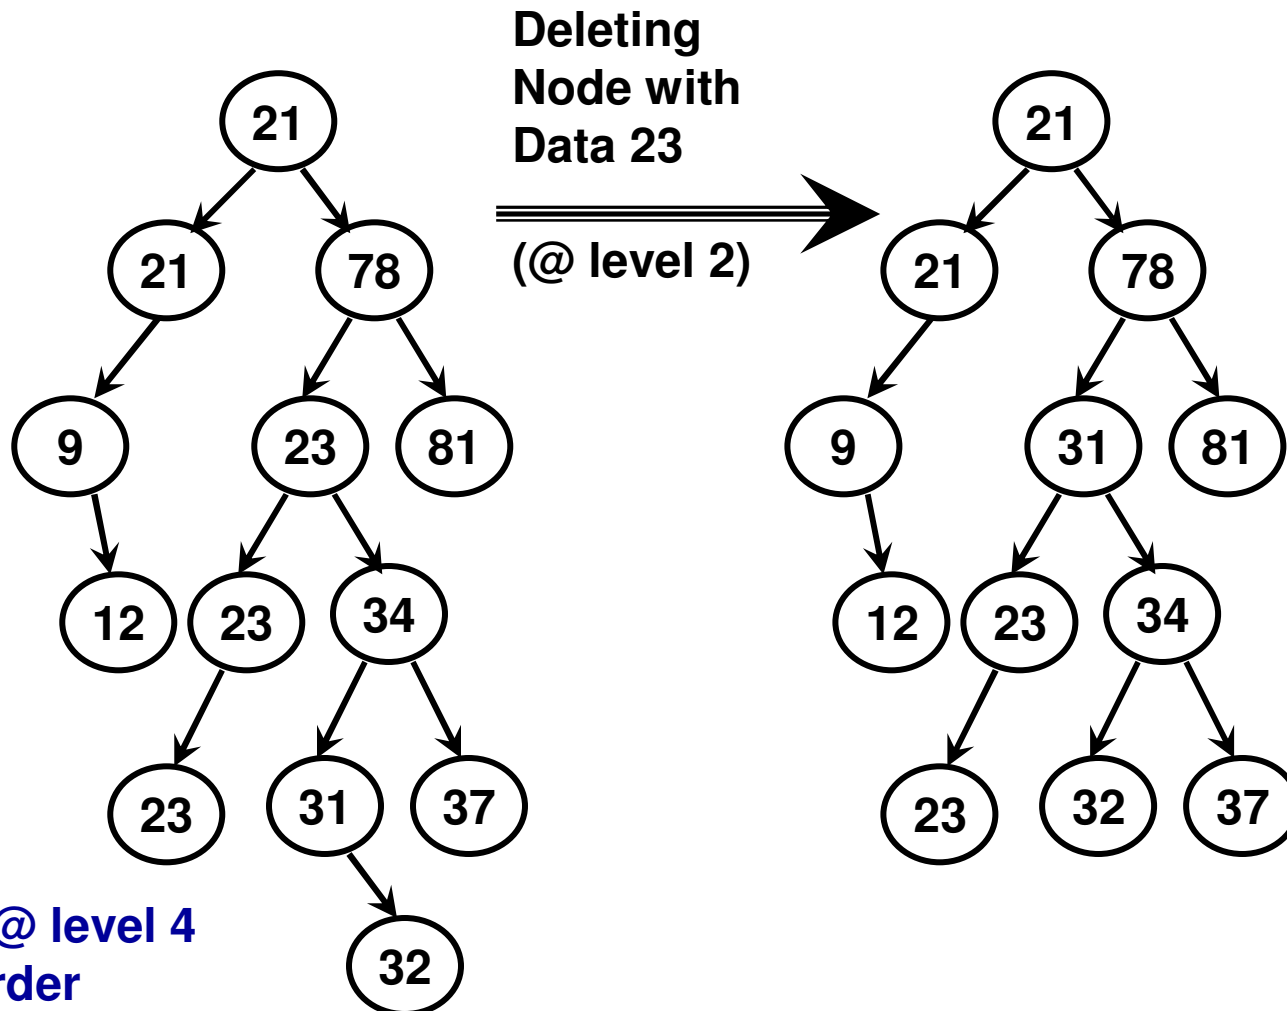 Deleting
Node with
Data 23
(@ level 2)
21
21 78
9 23 81
12 23 34
23 31 37
32
21
21 78
9 31 81
12 23 34
23 32 37
@ level 4